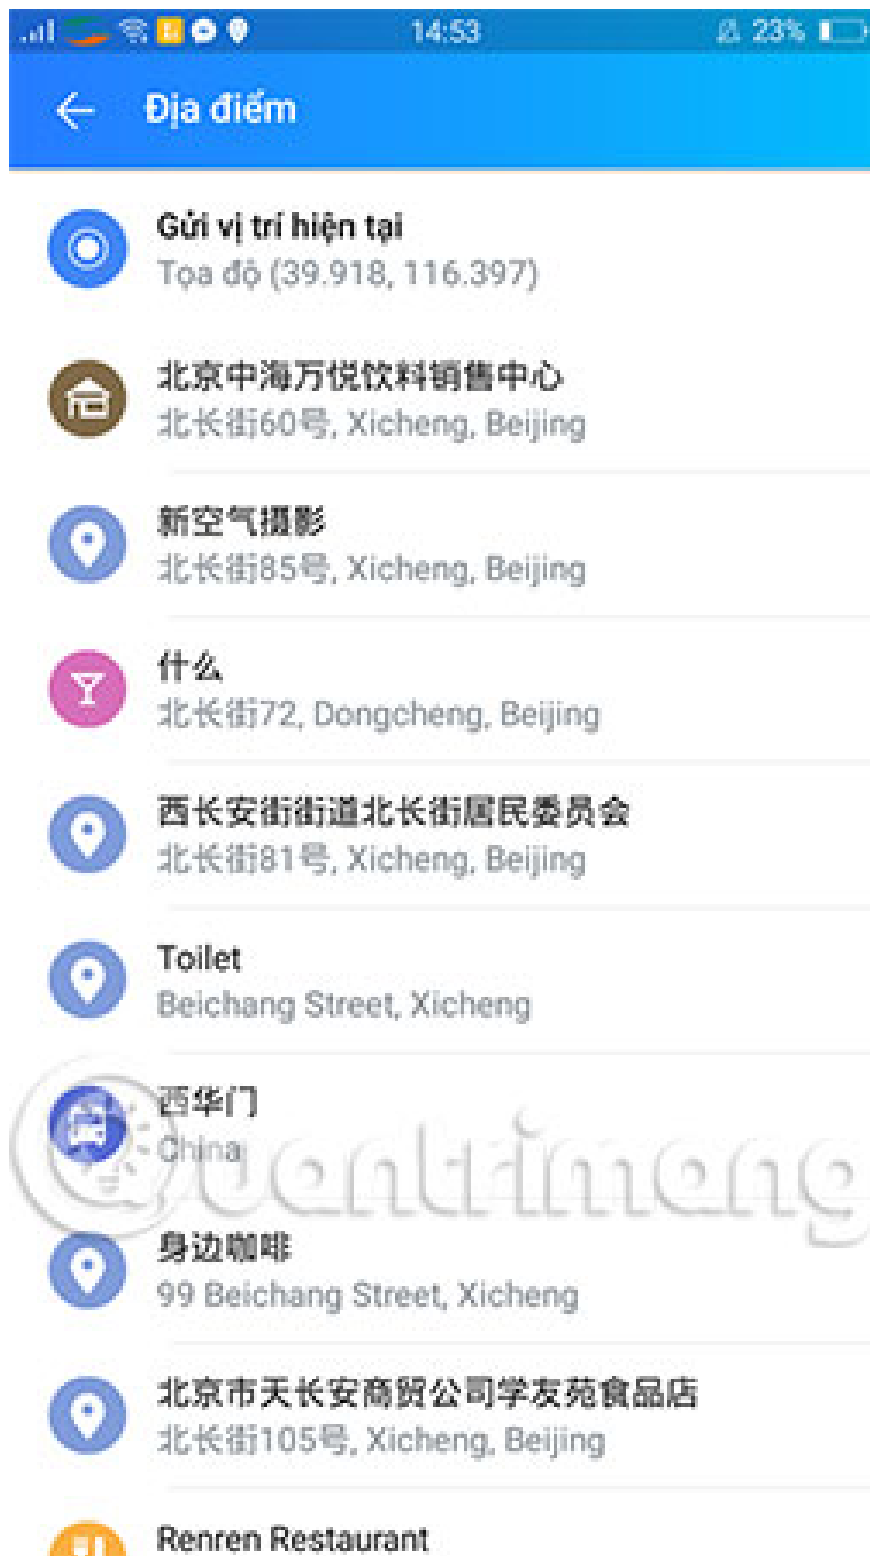 14:53
23%
Địa điểm
Gửi vị trí hiện tại
Tọa độ (39.918, 116.397)
北京中海万悦饮料销售中心
北长街60号, Xicheng, Beijing
新空气摄影
北长街85号, Xicheng, Beijing
什么
北长街72, Dongcheng, Beijing
西长安街街道北长街居民委员会
北长街81号, Xicheng, Beijing
Toilet
Beichang Street, Xicheng
西华门
China
Quantrimang
身边咖啡
99 Beichang Street, Xicheng
北京市天长安商贸公司学友苑食品店
北长街105号, Xicheng, Beijing
Renren Restaurant